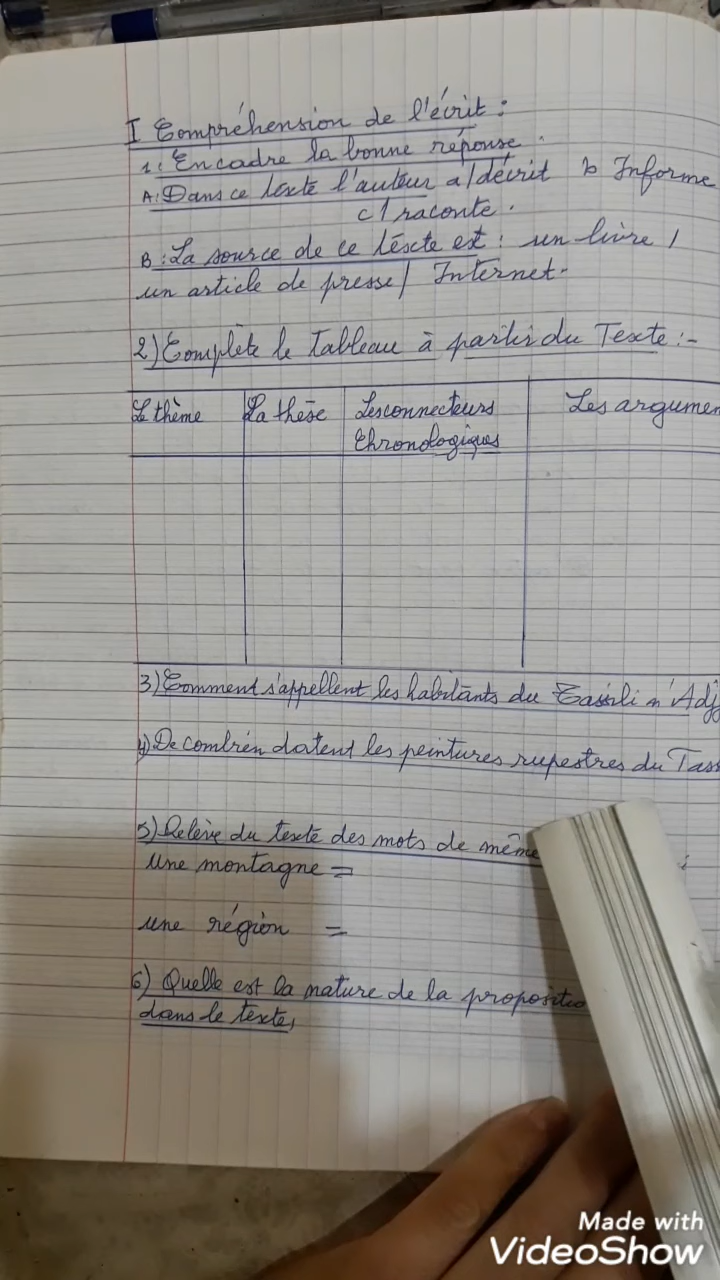 I Compréhension de l'écrit :
1: Encadre la bonne réponse.
A: Dans ce texte l'auteur a/ décrit b Informe
c/ raconte.
B: La source de ce texte est : un livre /
un article de presse / Internet.
2) Complète le Tableau à partir du Texte :-
Le thème La thèse Les connecteurs Les argumen
Chronologiques
3) Comment s'appellent les habitants du Tassili n'Adj
4) De combien datent les peintures rupestres du Tass
5) Relève du texte des mots de même :
une montagne =
une région =
6) Quelle est la nature de la propositio
dans le texte,
Made with
VideoShow